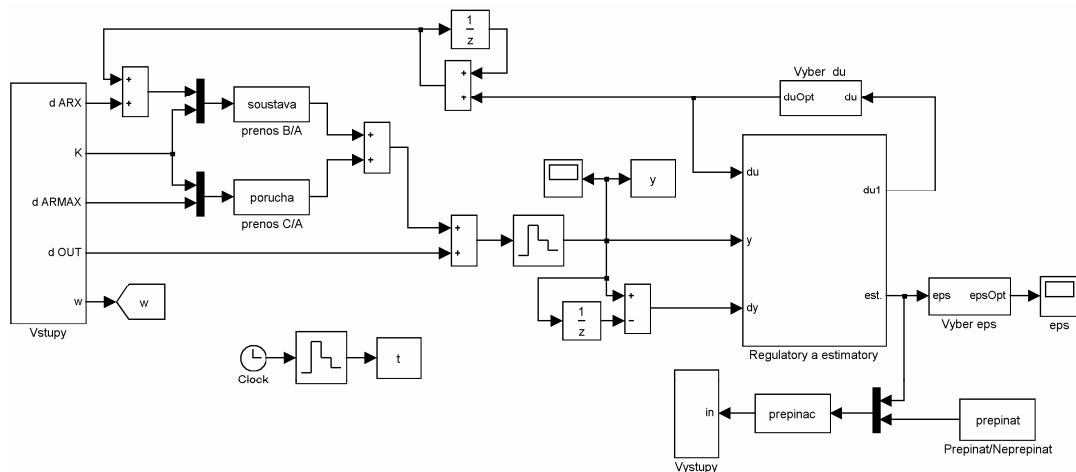 1
z
Vyber du
duOpt du
+
+
+
+
d ARX
soustava
prenos B/A
+
+
K
du
y
du1
d ARMAX
porucha
prenos C/A
+
+
d OUT
y
w
w
Vstupy
+
−
1
z
dy
est.
eps epsOpt
Vyber eps
eps
Regulatory a estimatory
Clock
t
in
prepinac
prepinat
Prepinat/Neprepinat
Vystupy